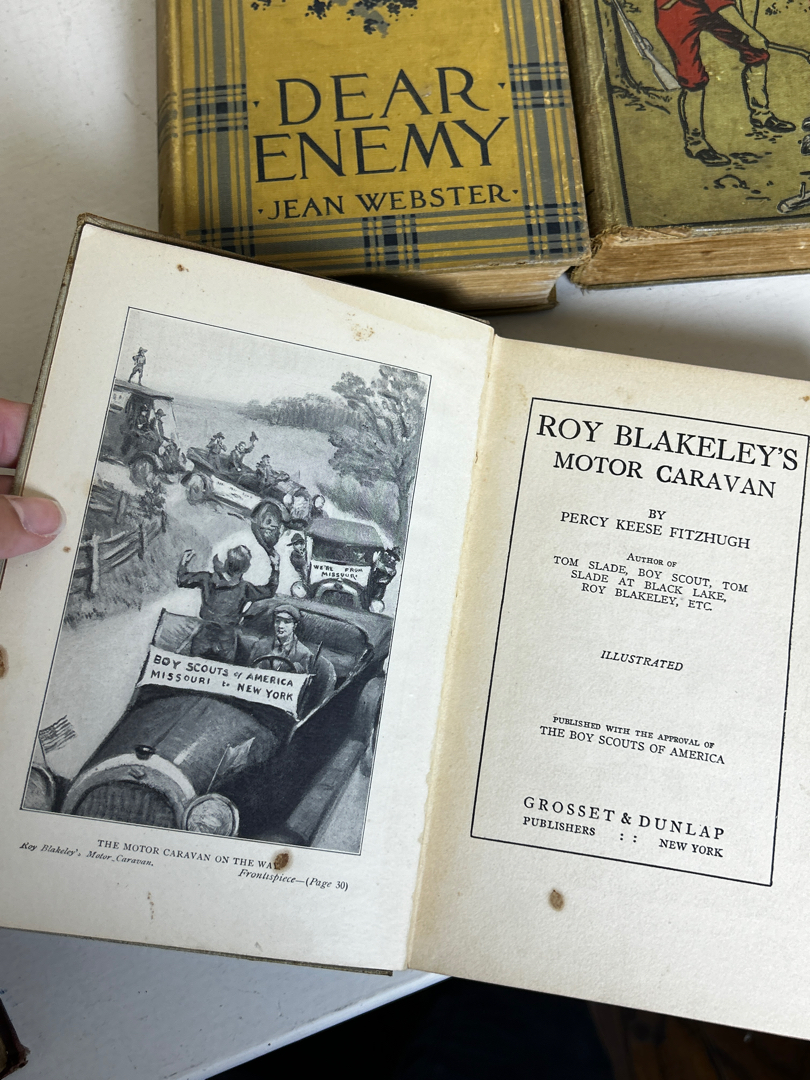 DEAR
ENEMY
·JEAN WEBSTER·
WE'RE FROM
MISSOURI
BOY SCOUTS of AMERICA
MISSOURI to NEW YORK
THE MOTOR CARAVAN ON THE WAY
Roy Blakeley's Motor Caravan.
Frontispiece—(Page 30)
ROY BLAKELEY'S
MOTOR CARAVAN
BY
PERCY KEESE FITZHUGH
AUTHOR OF
TOM SLADE, BOY SCOUT, TOM
SLADE AT BLACK LAKE,
ROY BLAKELEY, ETC.
ILLUSTRATED
PUBLISHED WITH THE APPROVAL OF
THE BOY SCOUTS OF AMERICA
GROSSET & DUNLAP
PUBLISHERS : : NEW YORK